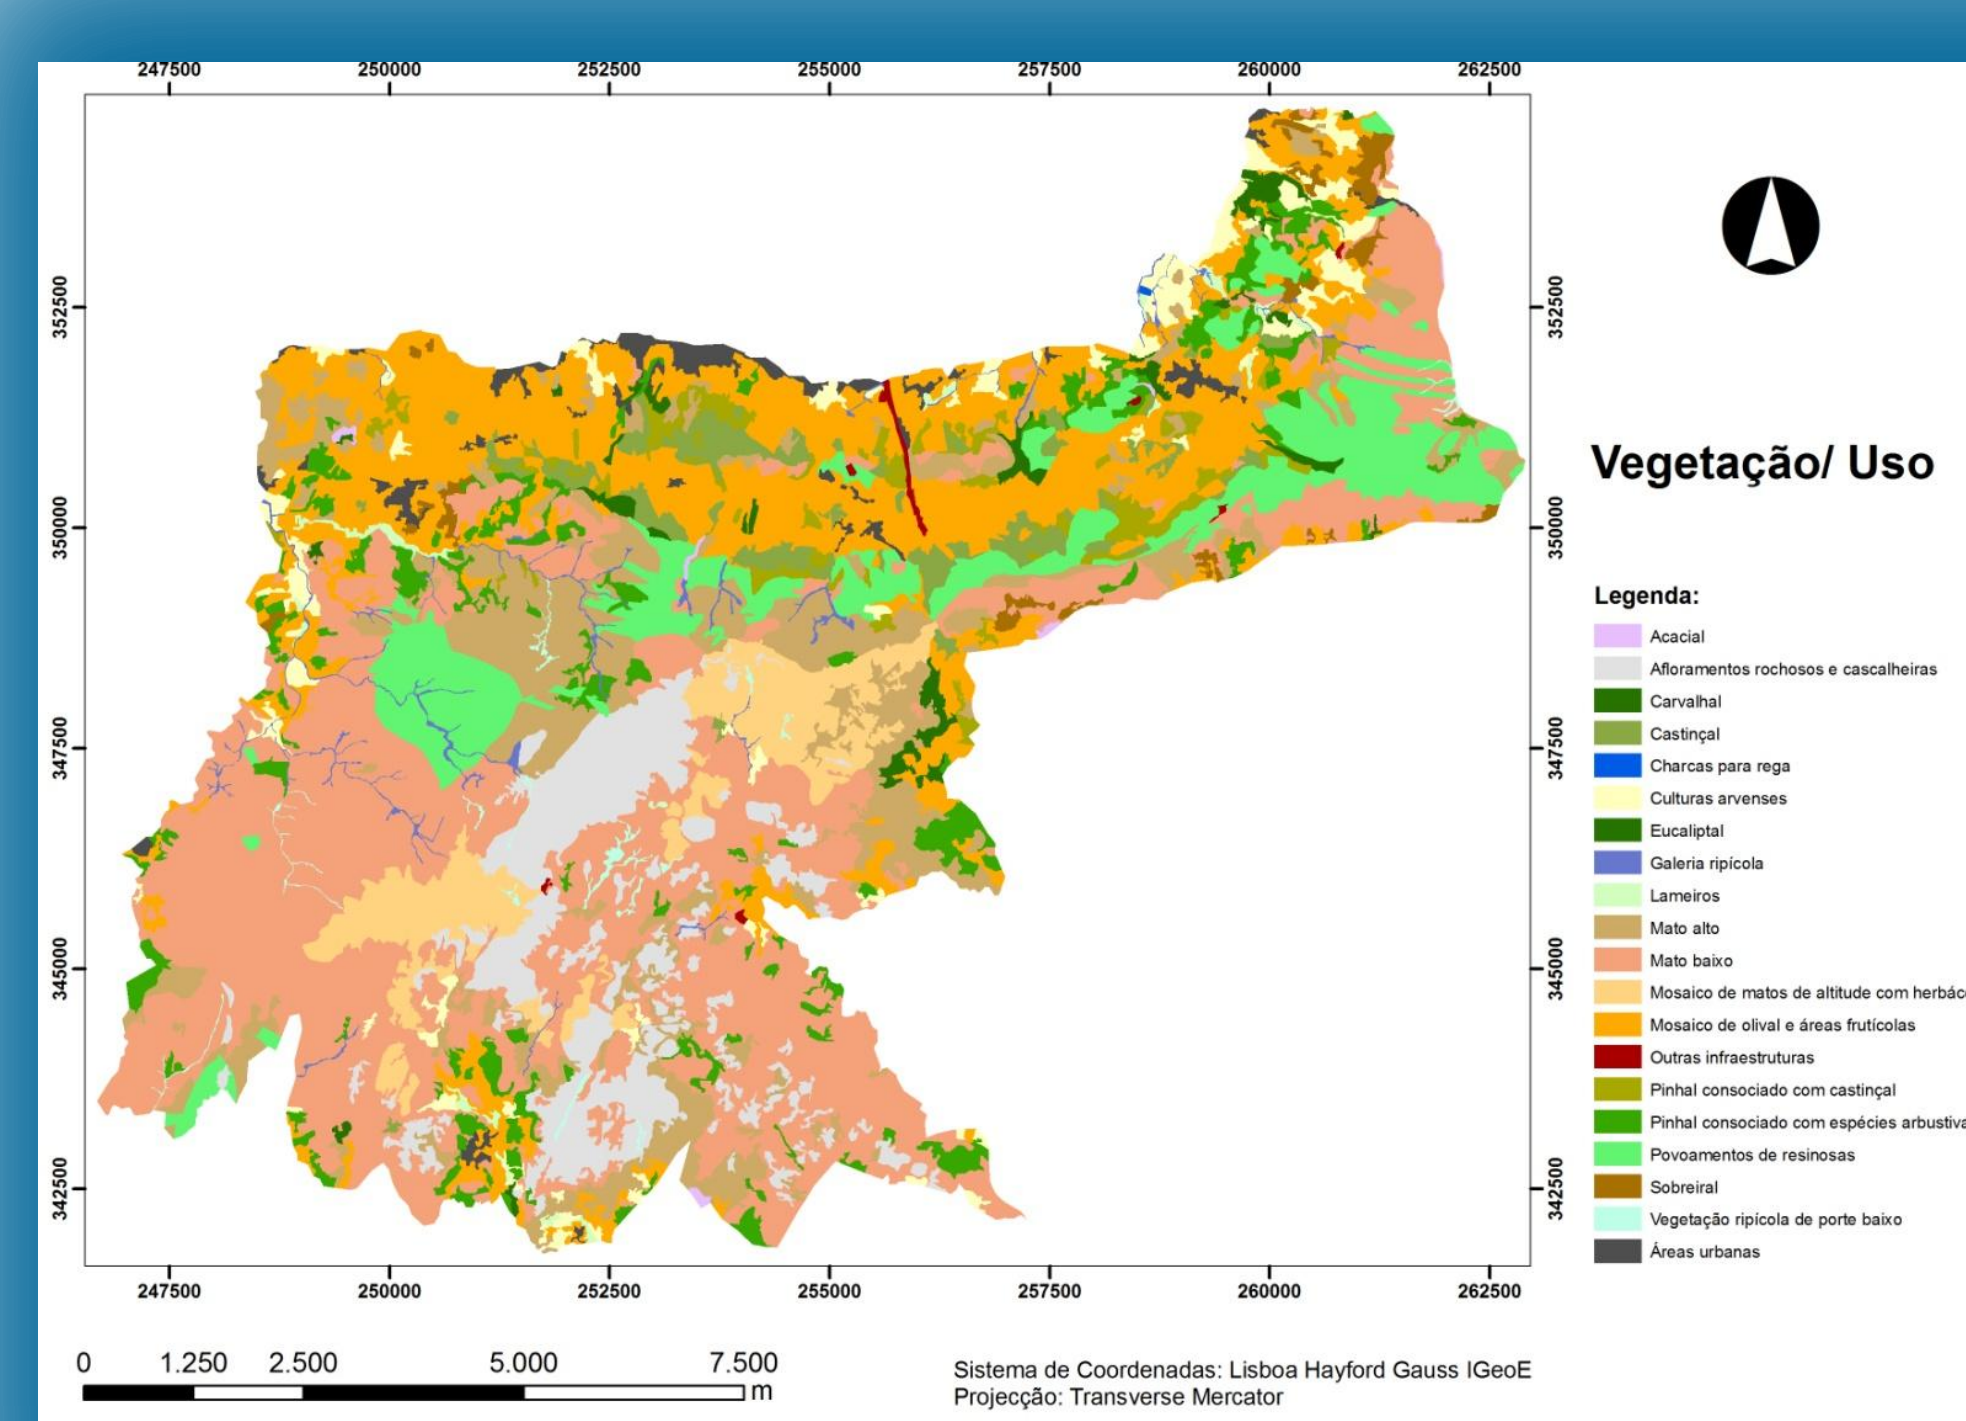 247500 250000 252500 255000 257500 260000 262500
352500 352500
350000 350000
347500 347500
345000 345000
342500 342500
247500 250000 252500 255000 257500 260000 262500
Vegetação/ Uso
Legenda:
Acacial
Afloramentos rochosos e cascalheiras
Carvalhal
Castinçal
Charcas para rega
Culturas arvenses
Eucaliptal
Galeria ripícola
Lameiros
Mato alto
Mato baixo
Mosaico de matos de altitude com herbác
Mosaico de olival e áreas frutícolas
Outras infraestruturas
Pinhal consociado com castinçal
Pinhal consociado com espécies arbustiva
Povoamentos de resinosas
Sobreiral
Vegetação ripícola de porte baixo
Áreas urbanas
0 1.250 2.500 5.000 7.500
m
Sistema de Coordenadas: Lisboa Hayford Gauss IGeoE
Projecção: Transverse Mercator